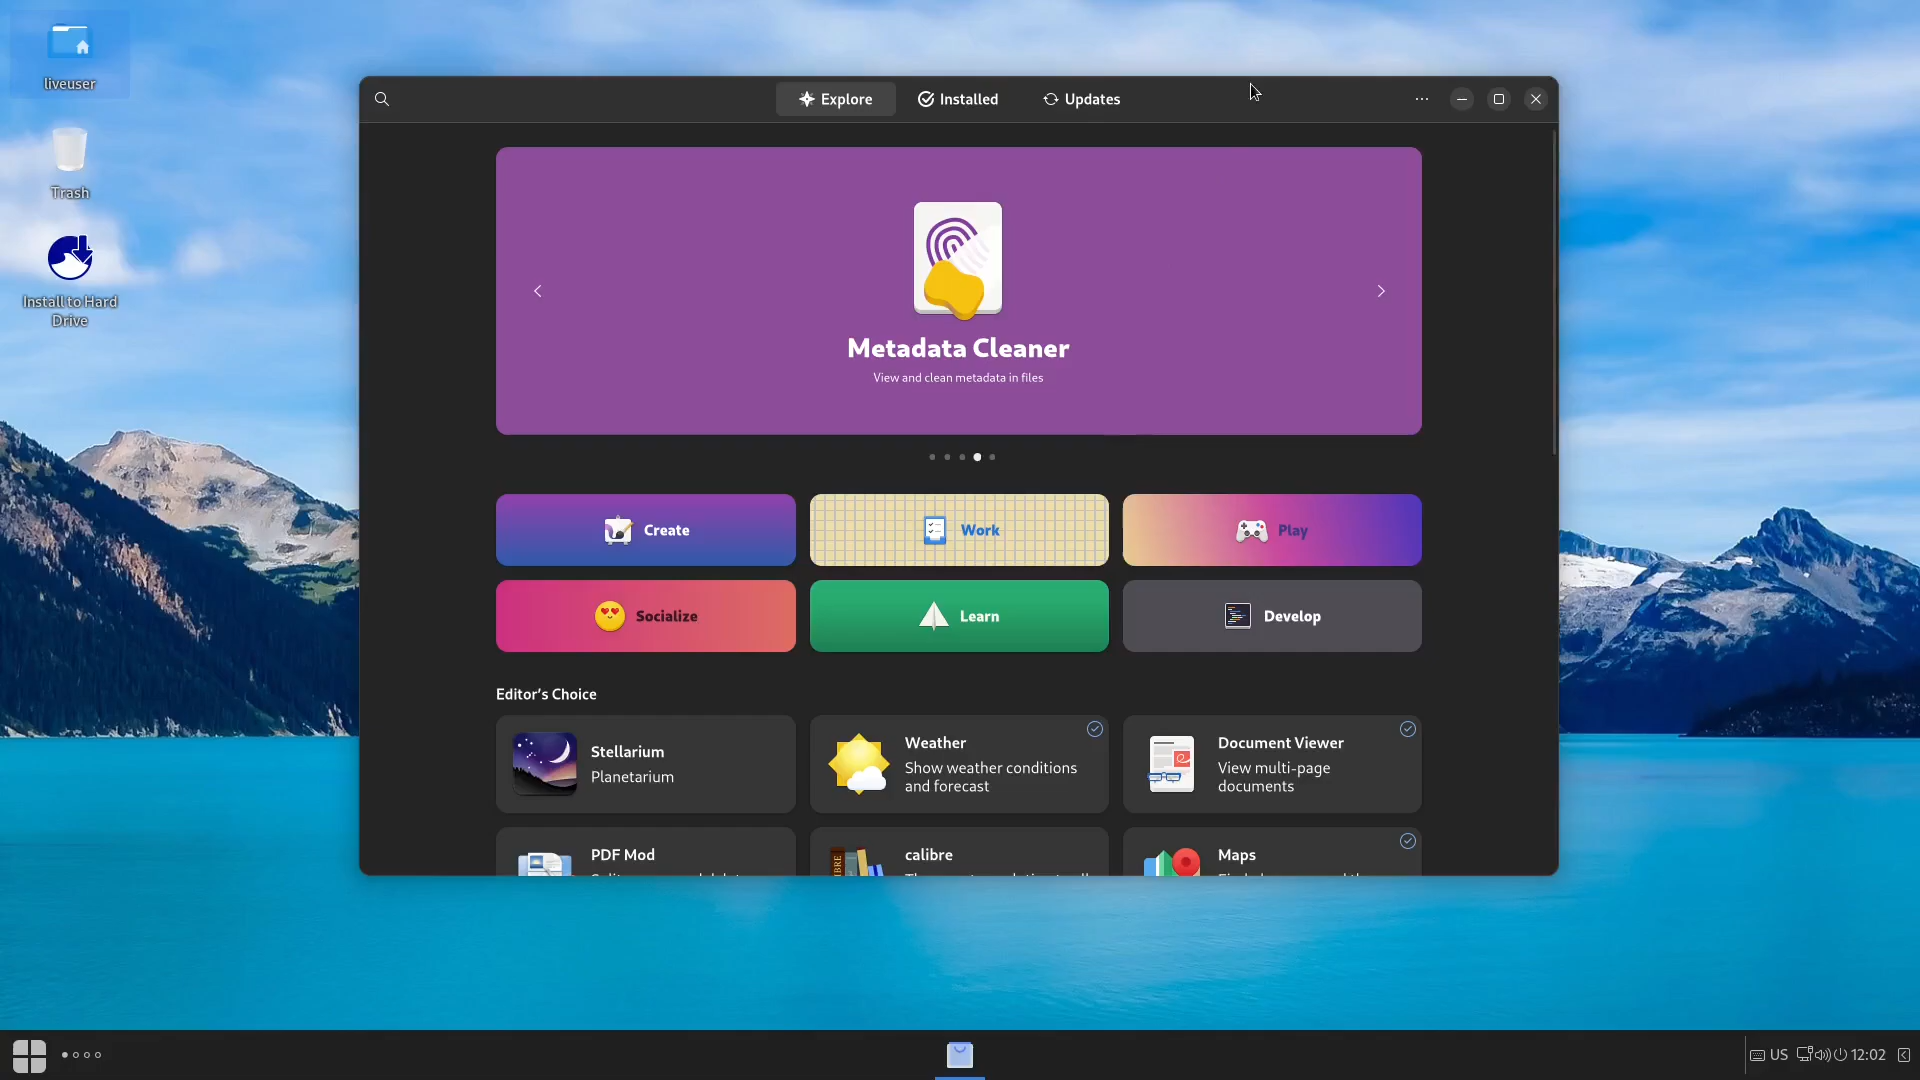 liveuser
Trash
Install to Hard
Drive
Explore
Installed
Updates
Metadata Cleaner
View and clean metadata in files
Create
Work
Play
Socialize
Learn
Develop
Editor's Choice
Stellarium
Planetarium
Weather
Show weather conditions
and forecast
Document Viewer
View multi-page
documents
PDF Mod
calibre
Maps
US
12:02